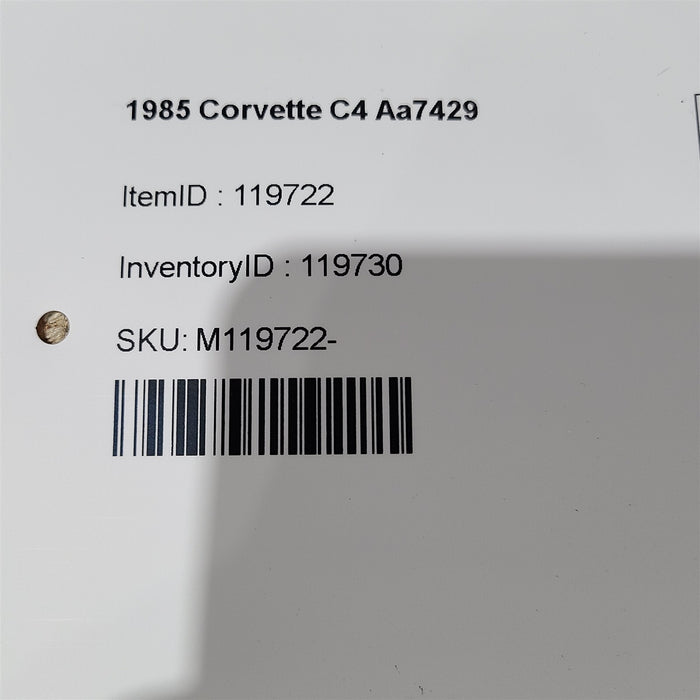 1985 Corvette C4 Aa7429
ItemID : 119722
InventoryID : 119730
SKU: M119722-